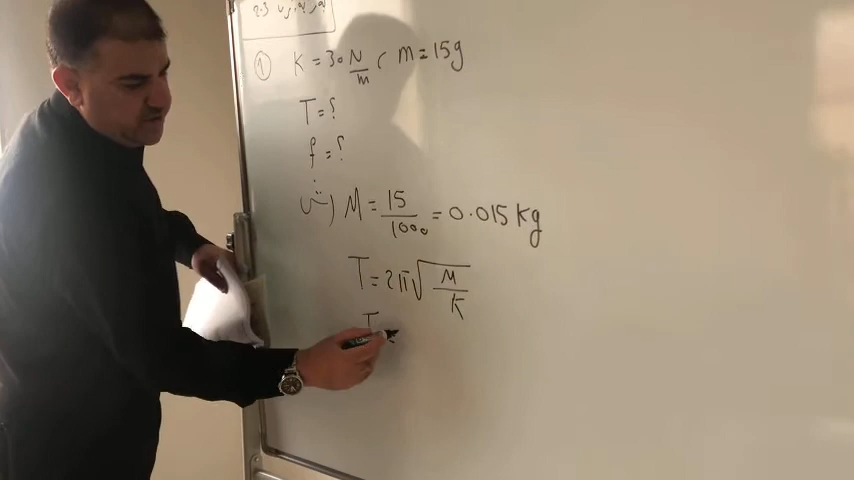 ① K = 30 N/m ، m = 15g
T = ?
f = ?
ش) M = 15/1000 = 0.015 Kg
T = 2π√(M/K)
T =